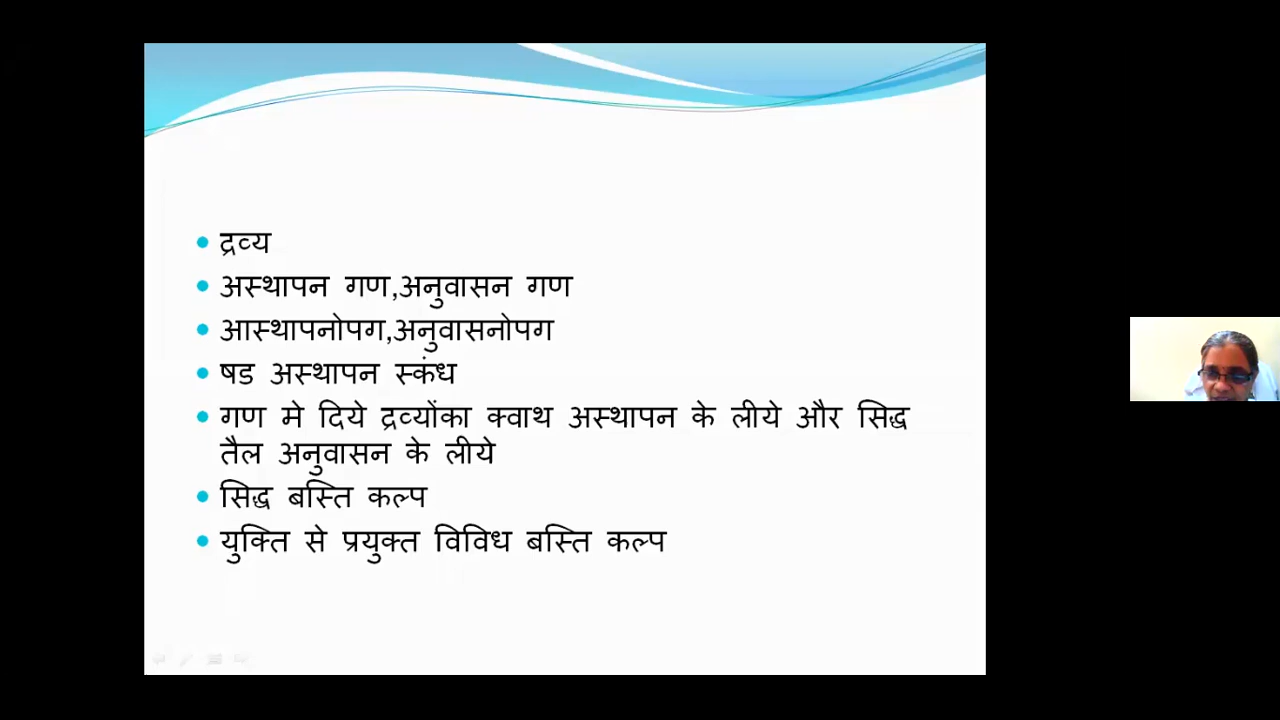 द्रव्य
अस्थापन गण,अनुवासन गण
आस्थापनोपग,अनुवासनोपग
षड अस्थापन स्कंध
गण मे दिये द्रव्योंका क्वाथ अस्थापन के लीये और सिद्ध
तैल अनुवासन के लीये
सिद्ध बस्ति कल्प
युक्ति से प्रयुक्त विविध बस्ति कल्प